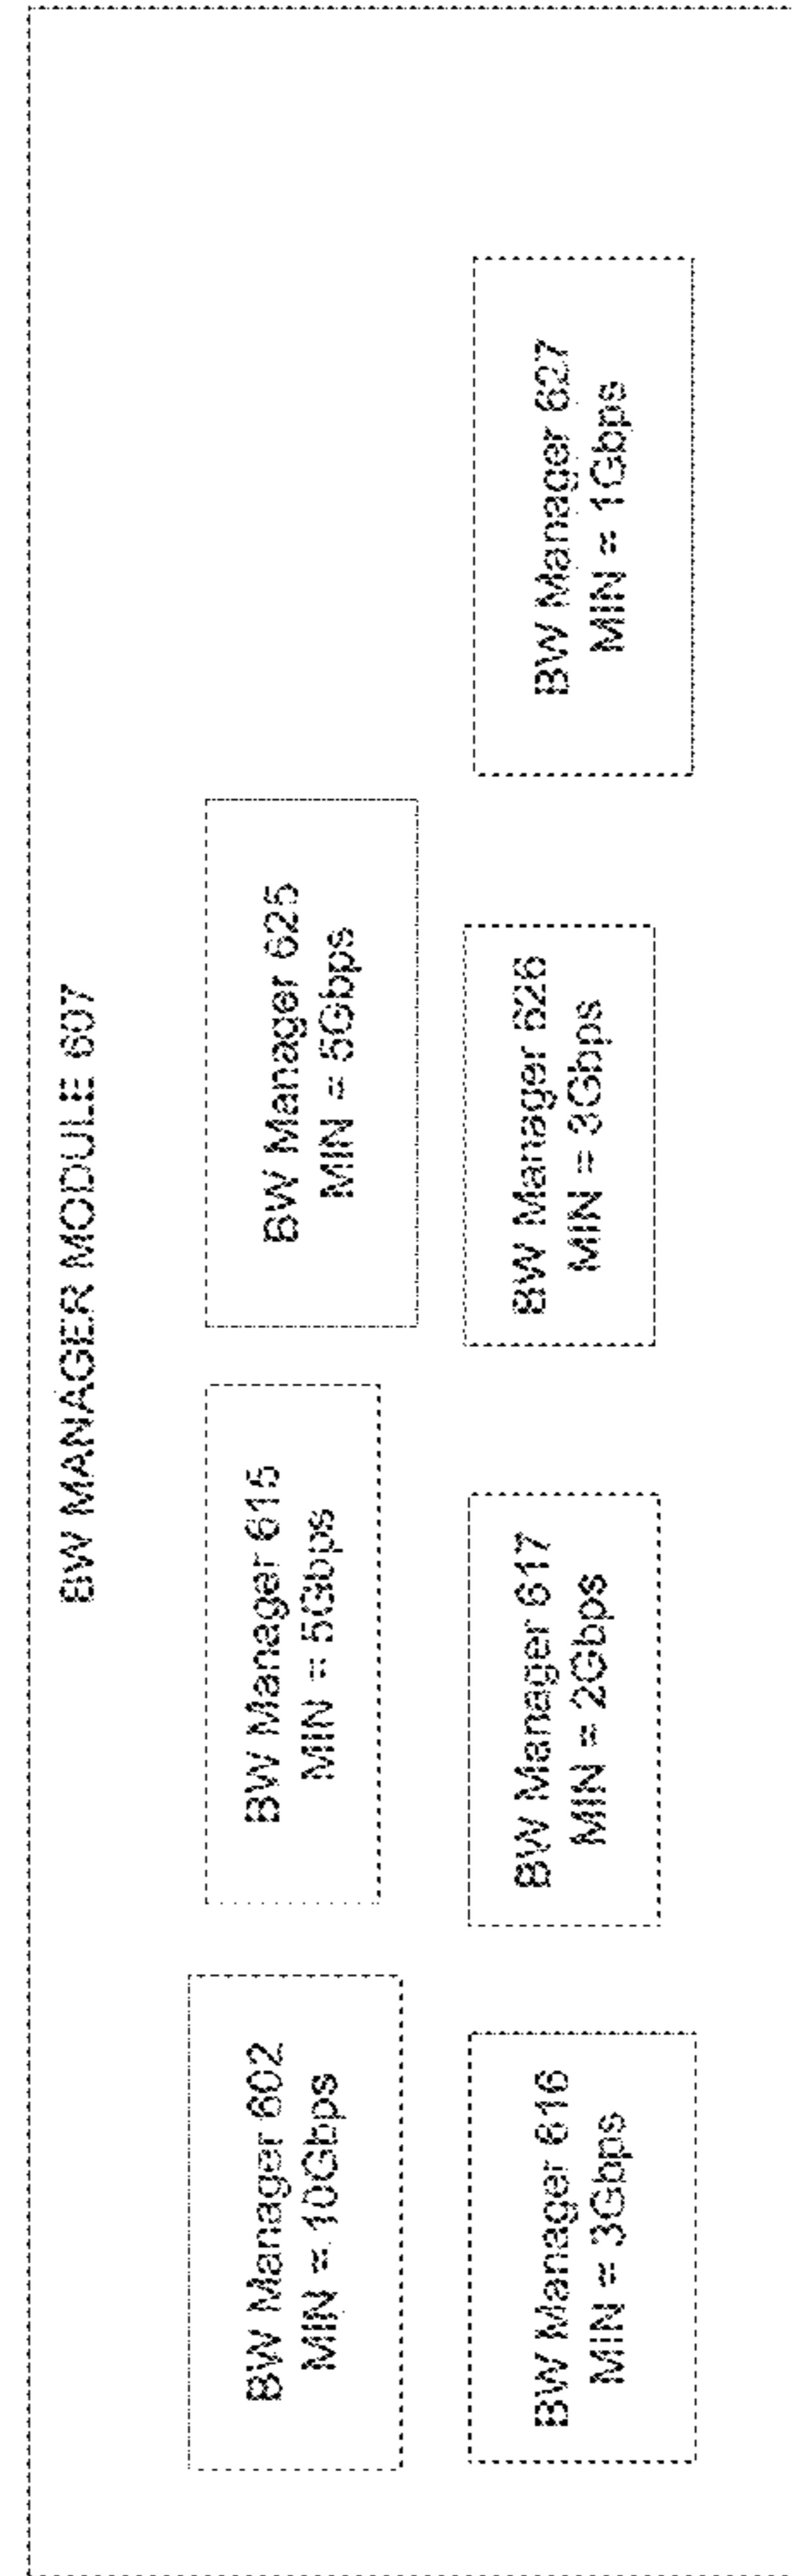 BW MANAGER MODULE 607
BW Manager 602
MIN = 10Gbps
BW Manager 615
MIN = 5Gbps
BW Manager 625
MIN = 5Gbps
BW Manager 616
MIN = 3Gbps
BW Manager 617
MIN = 2Gbps
BW Manager 626
MIN = 3Gbps
BW Manager 627
MIN = 1Gbps